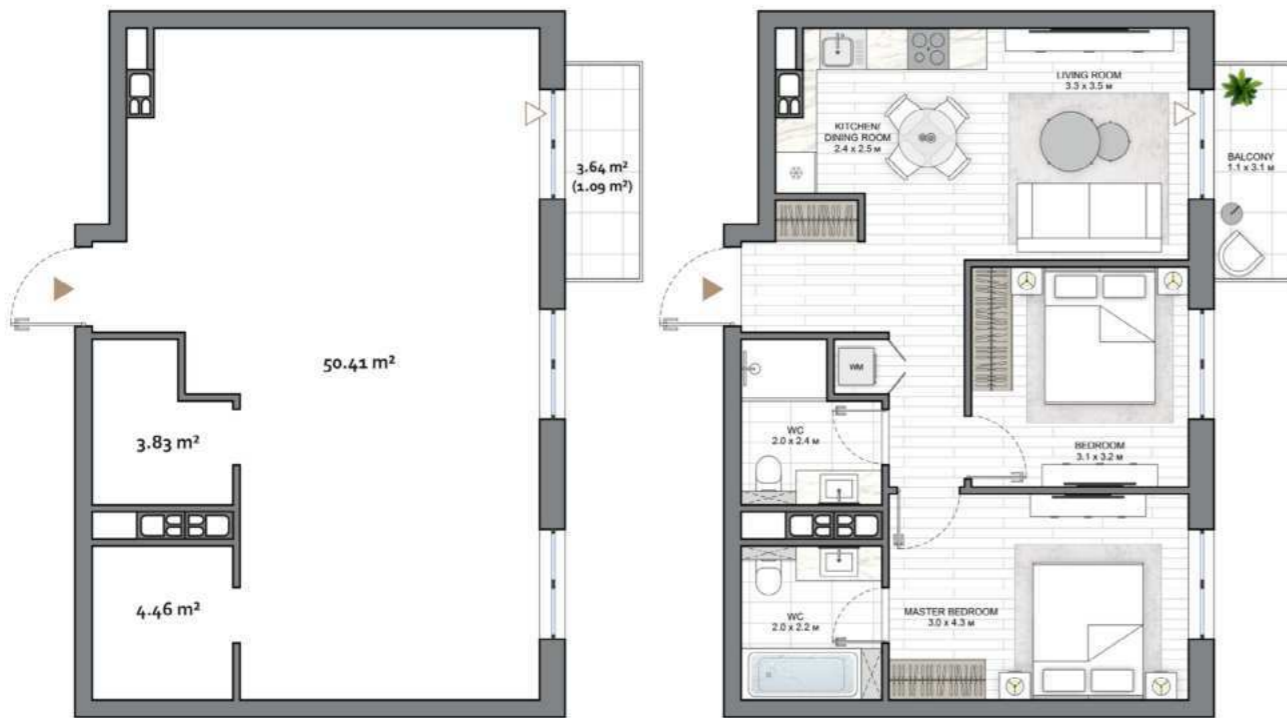 3.64 m²
(1.09 m²)
50.41 m²
3.83 m²
4.46 m²
LIVING ROOM
3.3 x 3.5 м
KITCHEN/
DINING ROOM
2.4 x 2.5 м
BALCONY
1.1 x 3.1 м
WM
WC
2.0 x 2.4 м
BEDROOM
3.1 x 3.2 м
MASTER BEDROOM
3.0 x 4.3 м
WC
2.0 x 2.2 м